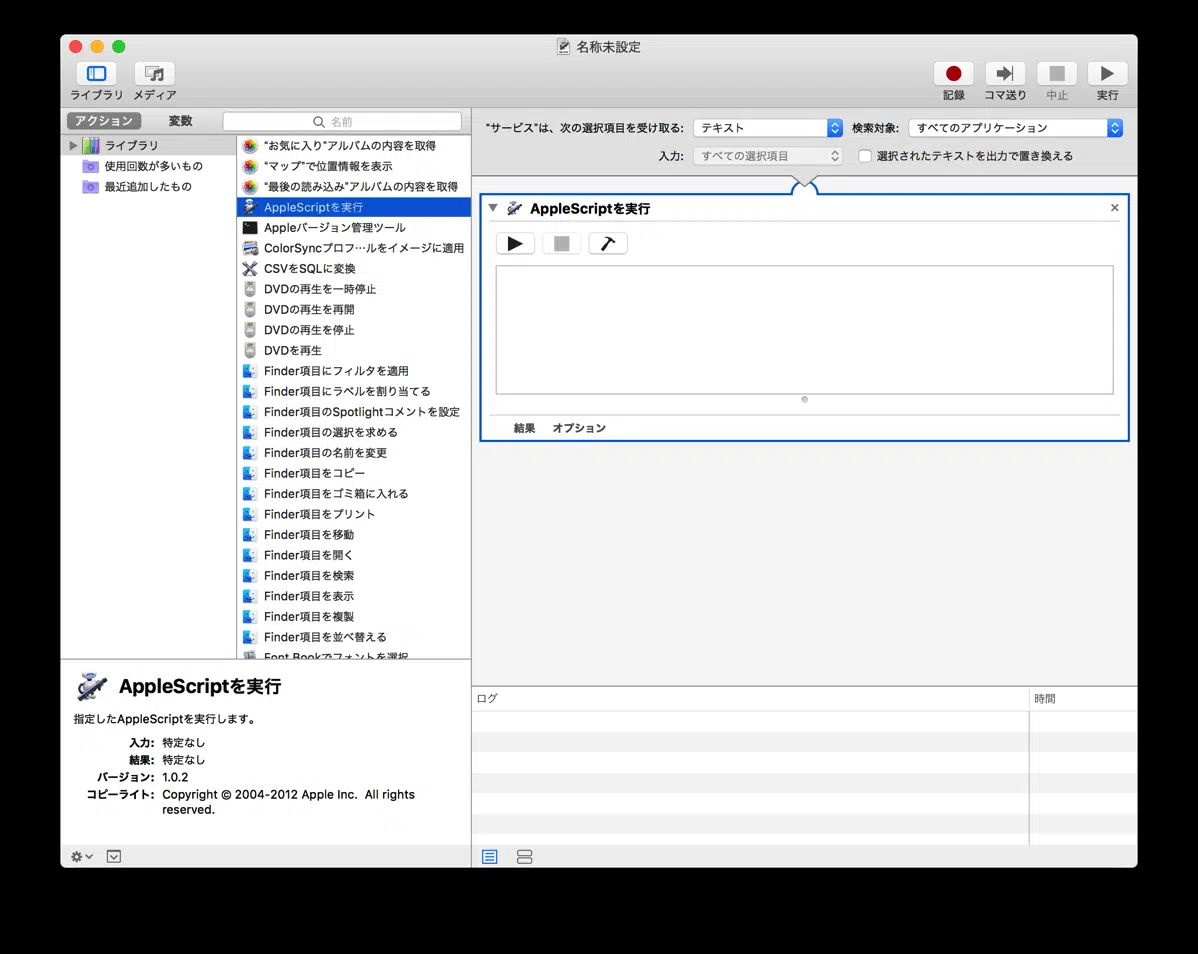 名称未設定
ライブラリ メディア
記録 コマ送り 中止 実行
アクション 変数 名前
ライブラリ
使用回数が多いもの
最近追加したもの
"お気に入り"アルバムの内容を取得
"マップ"で位置情報を表示
"最後の読み込み"アルバムの内容を取得
AppleScriptを実行
Appleバージョン管理ツール
ColorSyncプロフ…ルをイメージに適用
CSVをSQLに変換
DVDの再生を一時停止
DVDの再生を再開
DVDの再生を停止
DVDを再生
Finder項目にフィルタを適用
Finder項目にラベルを割り当てる
Finder項目のSpotlightコメントを設定
Finder項目の選択を求める
Finder項目の名前を変更
Finder項目をコピー
Finder項目をゴミ箱に入れる
Finder項目をプリント
Finder項目を移動
Finder項目を開く
Finder項目を検索
Finder項目を表示
Finder項目を複製
Finder項目を並べ替える
Font Bookでフォントを選択
AppleScriptを実行
指定したAppleScriptを実行します。
入力: 特定なし
結果: 特定なし
バージョン: 1.0.2
コピーライト: Copyright © 2004-2012 Apple Inc. All rights
reserved.
"サービス"は、次の選択項目を受け取る: テキスト 検索対象: すべてのアプリケーション
入力: すべての選択項目 選択されたテキストを出力で置き換える
AppleScriptを実行
結果 オプション
ログ 時間